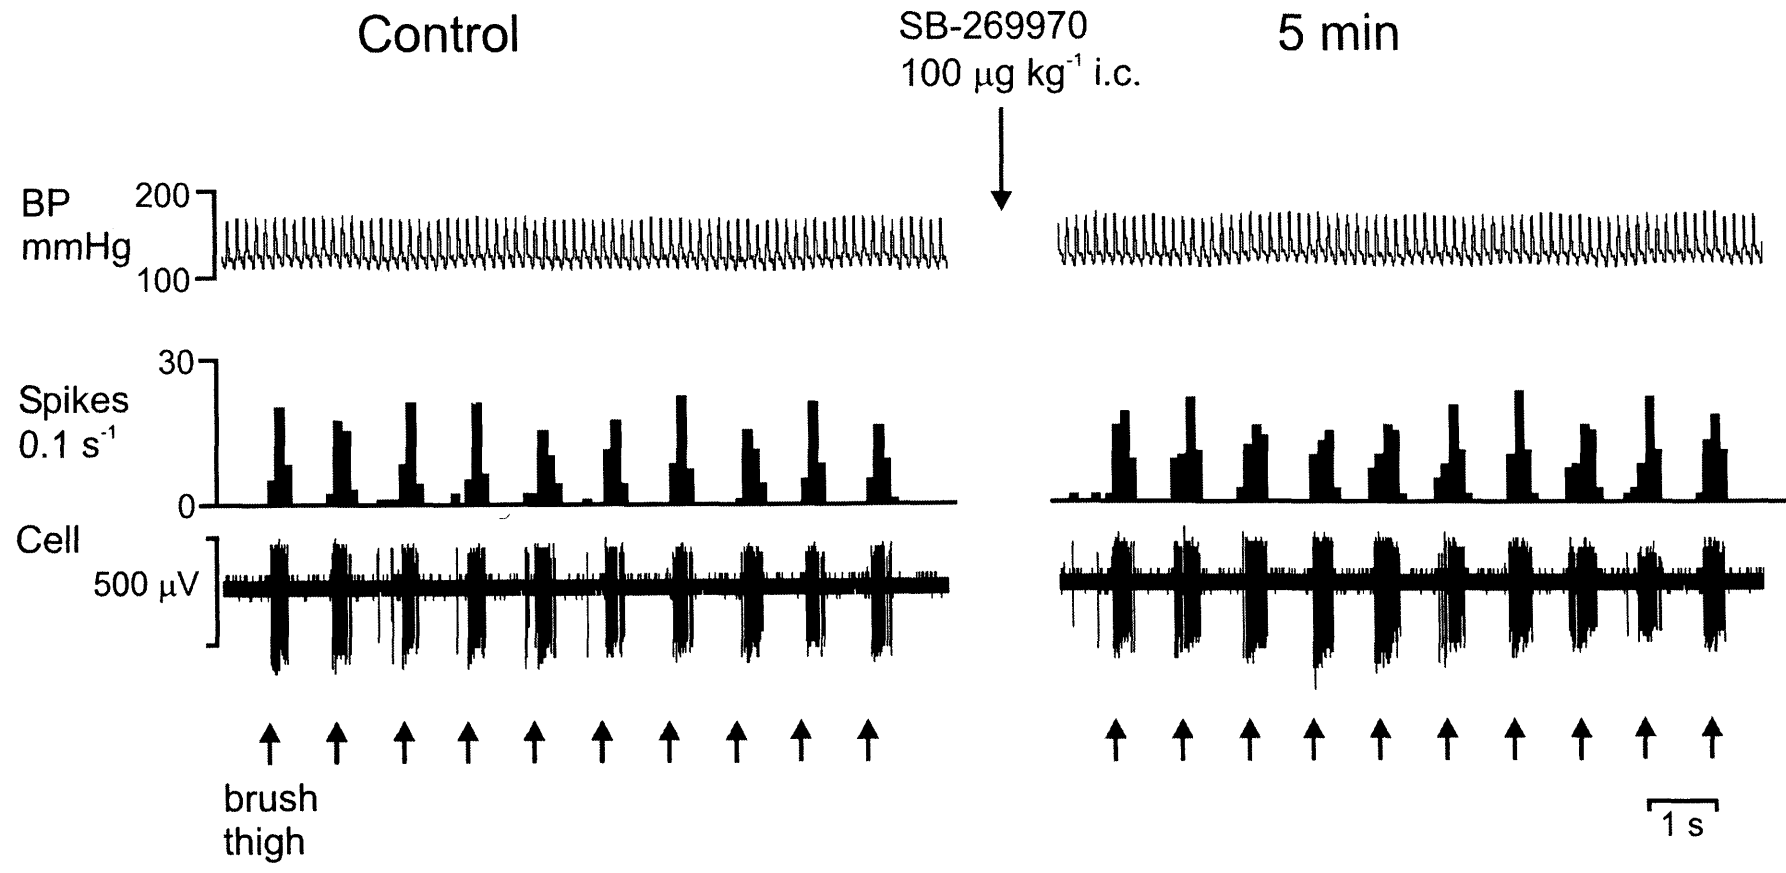 Control
SB-269970
100 μg kg⁻¹ i.c.
5 min
BP
mmHg
200
100
30
Spikes
0.1 s⁻¹
0
Cell
500 μV
brush
thigh
1 s